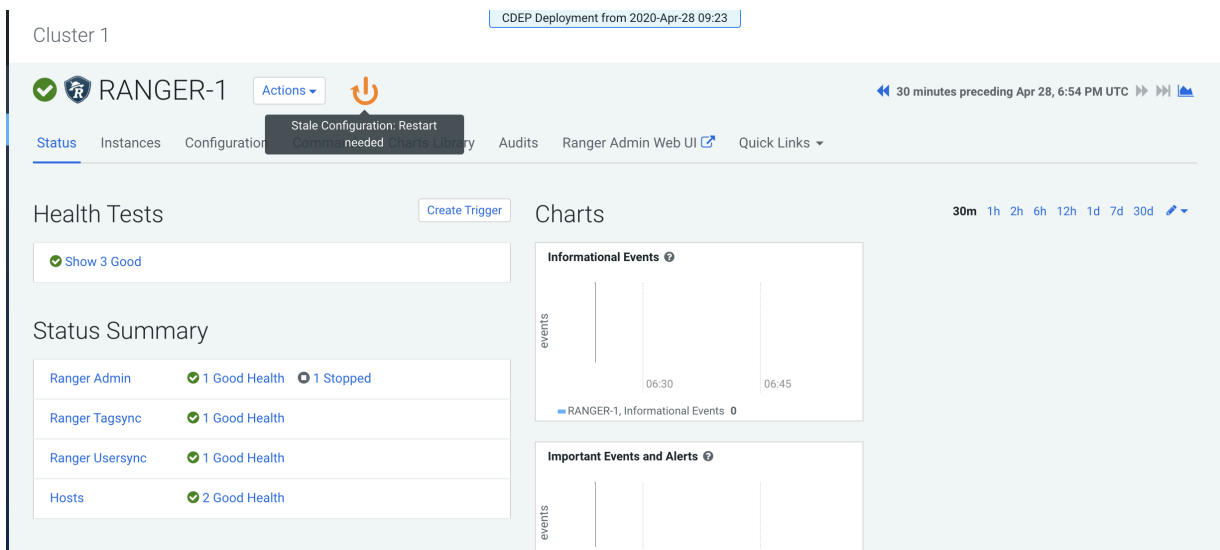 CDEP Deployment from 2020-Apr-28 09:23
Cluster 1
RANGER-1
Actions
30 minutes preceding Apr 28, 6:54 PM UTC
Stale Configuration: Restart
needed
Status Instances Configuration Charts Library Audits Ranger Admin Web UI Quick Links
Health Tests
Create Trigger
Show 3 Good
Status Summary
Ranger Admin 1 Good Health 1 Stopped
Ranger Tagsync 1 Good Health
Ranger Usersync 1 Good Health
Hosts 2 Good Health
Charts
30m 1h 2h 6h 12h 1d 7d 30d
Informational Events
events
06:30 06:45
RANGER-1, Informational Events 0
Important Events and Alerts
events